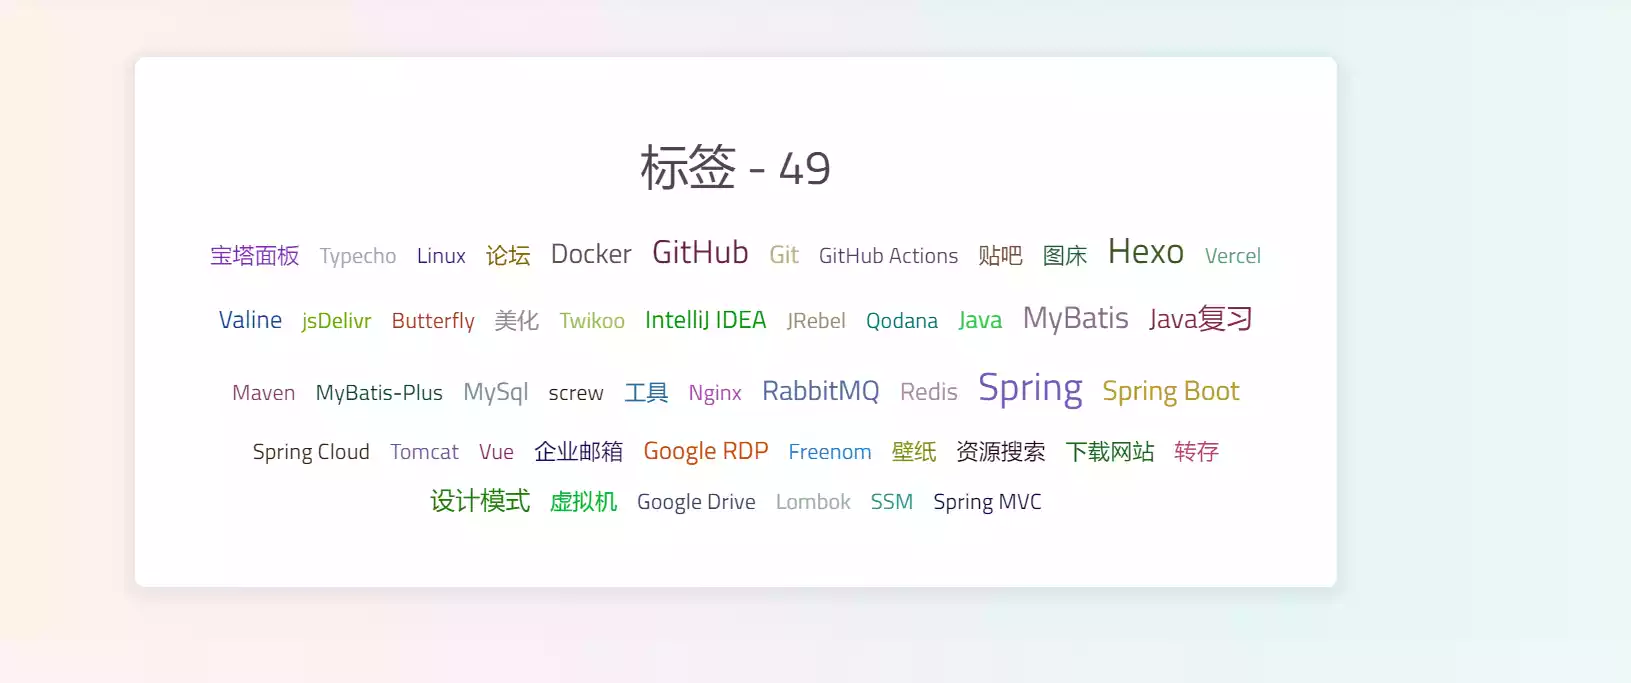 标签 - 49
宝塔面板 Typecho Linux 论坛 Docker GitHub Git GitHub Actions 贴吧 图床 Hexo Vercel
Valine jsDelivr Butterfly 美化 Twikoo IntelliJ IDEA JRebel Qodana Java MyBatis Java复习
Maven MyBatis-Plus MySql screw 工具 Nginx RabbitMQ Redis Spring Spring Boot
Spring Cloud Tomcat Vue 企业邮箱 Google RDP Freenom 壁纸 资源搜索 下载网站 转存
设计模式 虚拟机 Google Drive Lombok SSM Spring MVC